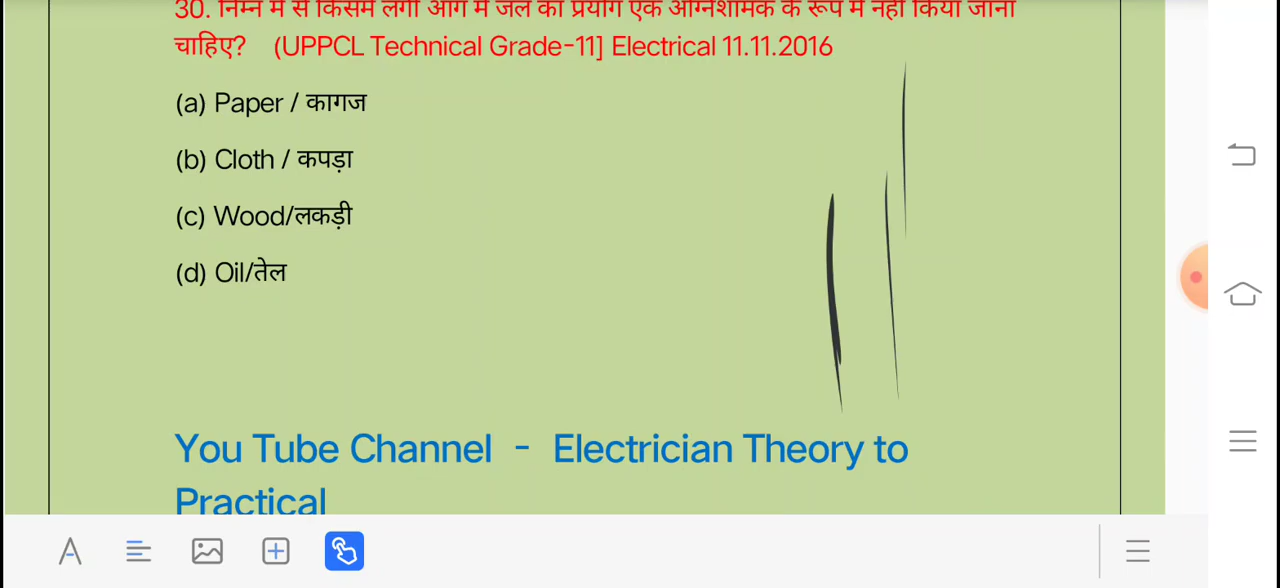 30. निम्न में से किसमें लगी आग में जल का प्रयोग एक अग्निशामक के रूप में नहीं किया जाना
चाहिए? (UPPCL Technical Grade-11] Electrical 11.11.2016
(a) Paper / कागज
(b) Cloth / कपड़ा
(c) Wood/लकड़ी
(d) Oil/तेल
You Tube Channel - Electrician Theory to
Practical